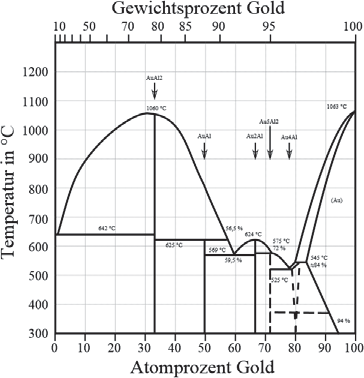 Gewichtsprozent Gold
10 40 60 70 80 85 90 95 100
AuAl2
Au5Al2
AuAl Au2Al Au4Al
1060 °C
1063 °C
(Au)
1200
1100
1000
900
800
700
600
500
400
300
Temperatur in °C
642 °C
625 °C
569 °C
56,5 %
59,5 %
624 °C
575 °C
72 %
525 °C
545 °C
94 %
0 10 20 30 40 50 60 70 80 90 100
Atomprozent Gold